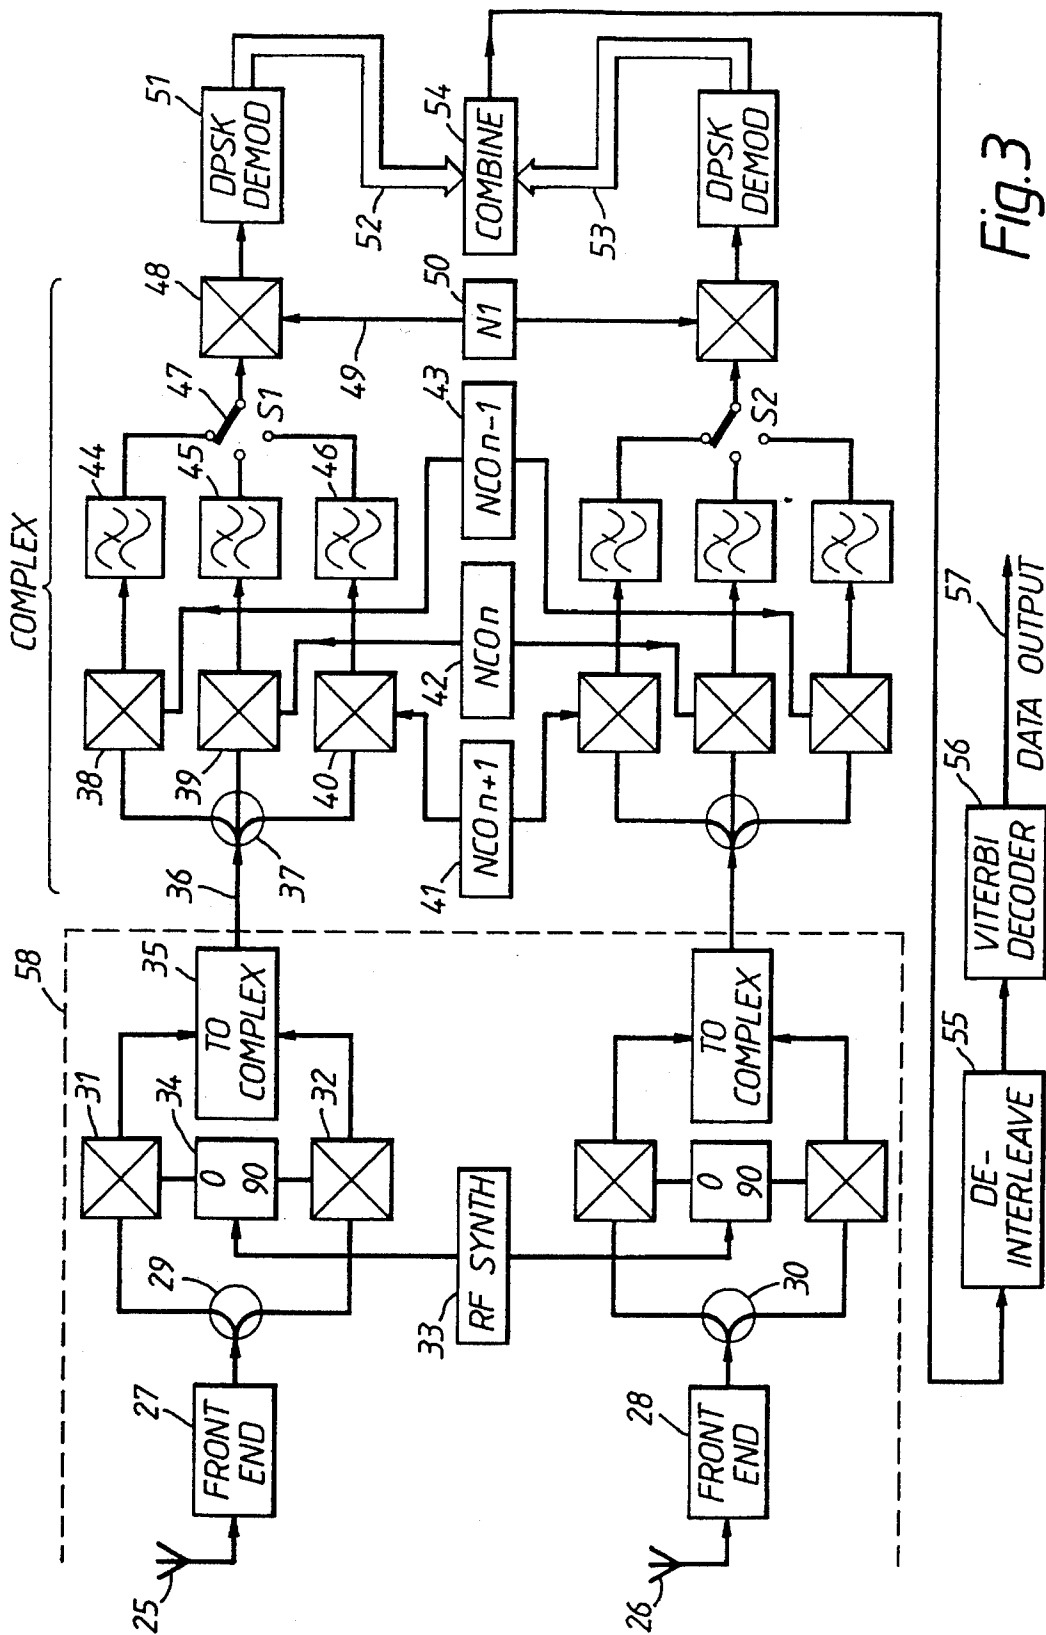 COMPLEX
58
25
27
FRONT
END
29
31
34
0
90
32
35
TO
COMPLEX
36
37
38
39
40
44
45
46
47
S1
48
49
51
DPSK
DEMOD
52
33
RF SYNTH
41
NCO n+1
42
NCO n
43
NCO n-1
50
N1
54
COMBINE
53
26
28
FRONT
END
30
0
90
TO
COMPLEX
S2
DPSK
DEMOD
55
DE-
INTERLEAVE
56
VITERBI
DECODER
57
DATA OUTPUT
Fig.3